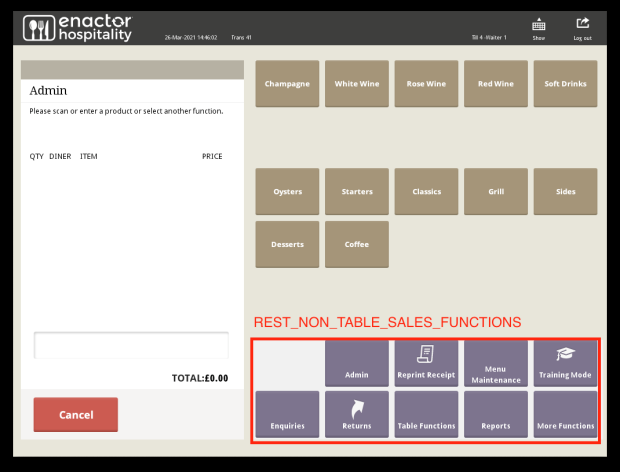 enactor
hospitality
26-Mar-2021 14:46:02 Trans 41 Till 4 -Waiter 1 Show Log out
Admin
Please scan or enter a product or select another function.
QTY DINER ITEM PRICE
TOTAL:£0.00
Cancel
Champagne White Wine Rose Wine Red Wine Soft Drinks
Oysters Starters Classics Grill Sides
Desserts Coffee
REST_NON_TABLE_SALES_FUNCTIONS
Admin Reprint Receipt Menu Maintenance Training Mode
Enquiries Returns Table Functions Reports More Functions